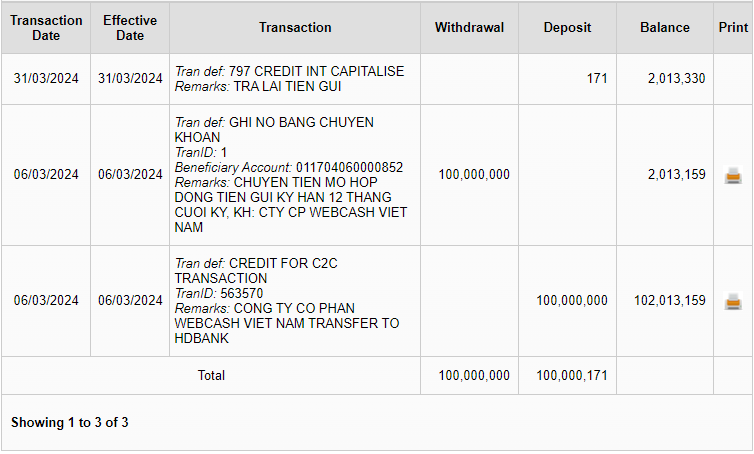 Transaction Date Effective Date Transaction Withdrawal Deposit Balance Print
31/03/2024 31/03/2024 Tran def: 797 CREDIT INT CAPITALISE 171 2,013,330
Remarks: TRA LAI TIEN GUI
Tran def: GHI NO BANG CHUYEN
KHOAN
TranID: 1
Beneficiary Account: 011704060000852
06/03/2024 06/03/2024 Remarks: CHUYEN TIEN MO HOP 100,000,000 2,013,159
DONG TIEN GUI KY HAN 12 THANG
CUOI KY, KH: CTY CP WEBCASH VIET
NAM
Tran def: CREDIT FOR C2C
TRANSACTION
TranID: 563570
06/03/2024 06/03/2024 Remarks: CONG TY CO PHAN 100,000,000 102,013,159
WEBCASH VIET NAM TRANSFER TO
HDBANK
Total 100,000,000 100,000,171
Showing 1 to 3 of 3